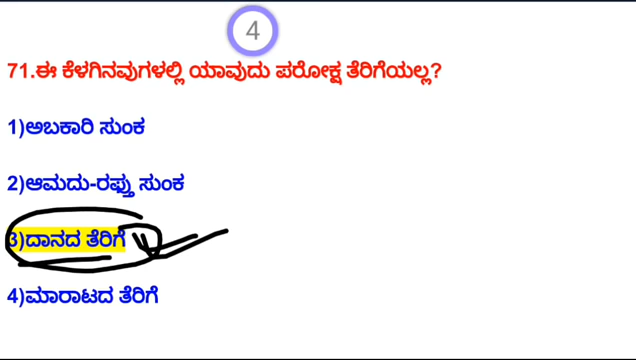 4
71.ಈ ಕೆಳಗಿನವುಗಳಲ್ಲಿ ಯಾವುದು ಪರೋಕ್ಷ ತೆರಿಗೆಯಲ್ಲ?
1)ಅಬಕಾರಿ ಸುಂಕ
2)ಆಮದು-ರಫ್ತು ಸುಂಕ
3)ದಾನದ ತೆರಿಗೆ
4)ಮಾರಾಟದ ತೆರಿಗೆ